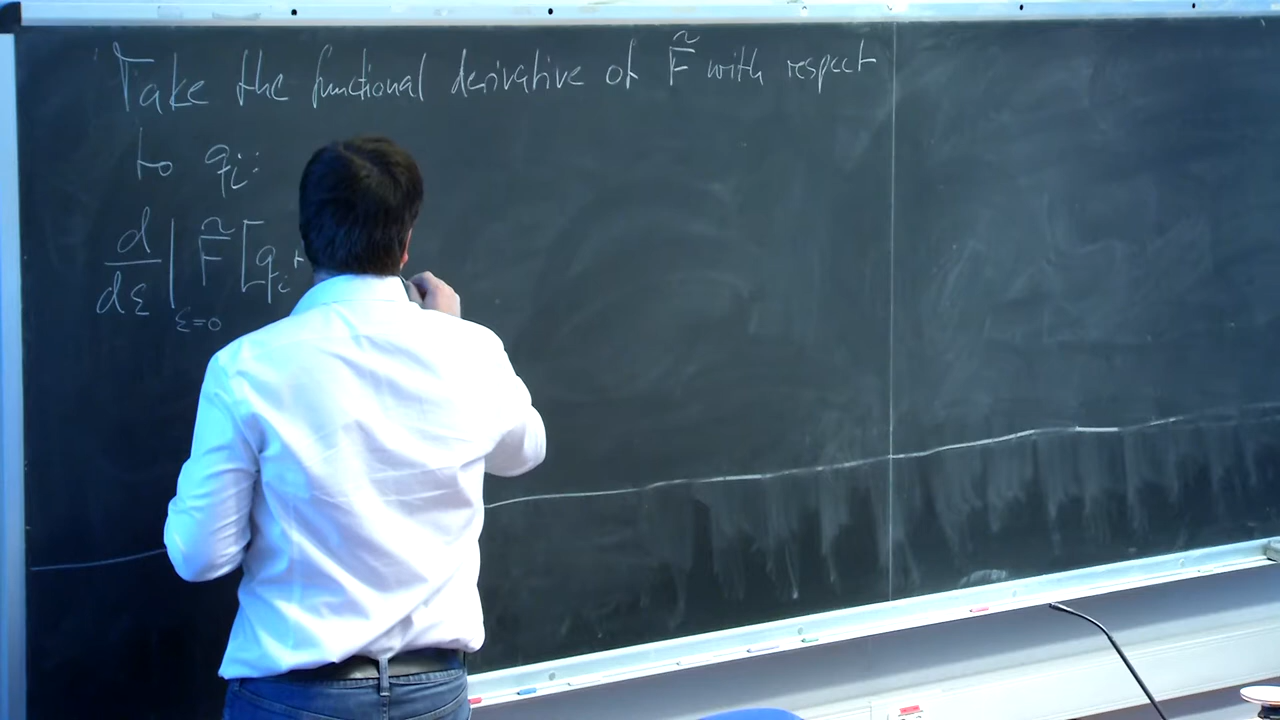 Take the functional derivative of F̃ with respect
to qᵢ:
d/dε |_{ε=0} F̃[qᵢ+